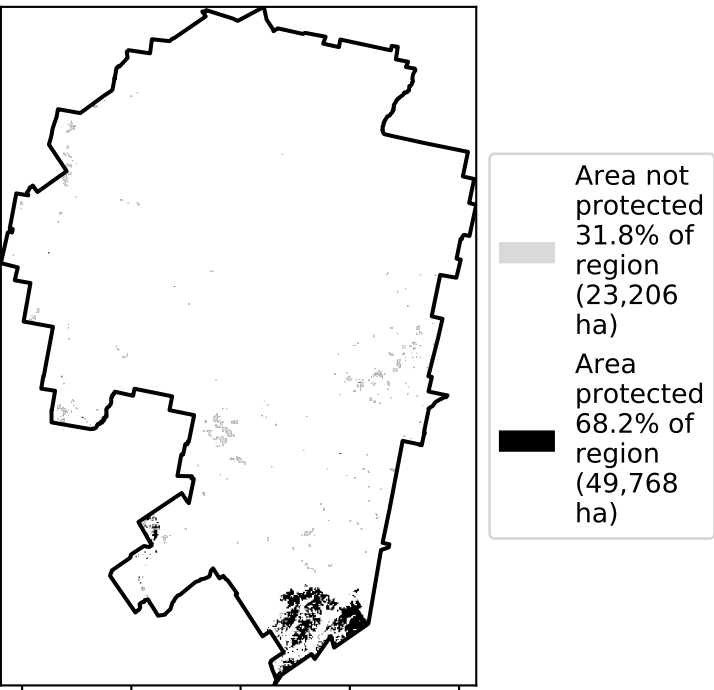 Area not
protected
31.8% of
region
(23,206
ha)
Area
protected
68.2% of
region
(49,768
ha)